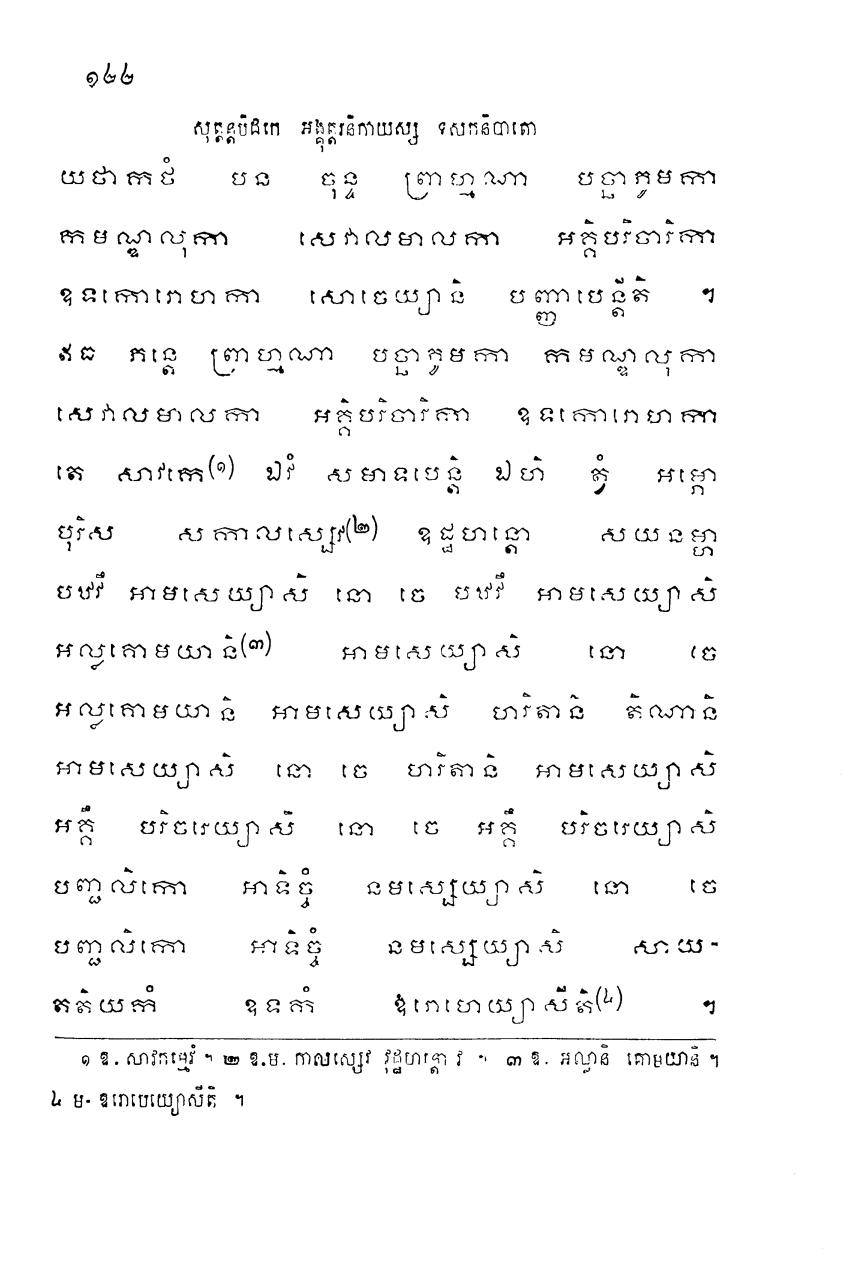 ១៤៤
សុត្តន្តបិដកេ អង្គុត្តរនិកាយស្ស ទសកនិបាតោ
យថាកថំ បន ចុន្ទ ព្រាហ្មណា បច្ឆាភូមកា
កមណ្ឌលុកា សេវាលមាលកា អគ្គិបរិចារិកា
ឧទកោរោហកា សោចេយ្យានិ បញ្ញាបេន្តីតិ ។
ឥធ ភន្តេ ព្រាហ្មណា បច្ឆាភូមកា កមណ្ឌលុកា
សេវាលមាលកា អគ្គិបរិចារិកា ឧទកោរោហកា
តេ សាវកេ(១) ឯវំ សមាទបេន្តិ ឯហិ ត្វំ អម្ភោ
បុរិស សកាលស្សេវ(២) ឧដ្ឋហន្តោ សយនម្ហា
បឋវឹ អាមសេយ្យាសិ នោ ចេ បឋវឹ អាមសេយ្យាសិ
អល្លគោមយានិ(៣) អាមសេយ្យាសិ នោ ចេ
អល្លគោមយានិ អាមសេយ្យាសិ ហរិតានិ តិណានិ
អាមសេយ្យាសិ នោ ចេ ហរិតានិ អាមសេយ្យាសិ
អគ្គឹ បរិចរេយ្យាសិ នោ ចេ អគ្គឹ បរិចរេយ្យាសិ
បញ្ជលិកោ អាទិច្ចំ នមស្សេយ្យាសិ នោ ចេ
បញ្ជលិកោ អាទិច្ចំ នមស្សេយ្យាសិ សាយ-
តតិយកំ ឧទកំ ឱរោហេយ្យាសីតិ(៤) ។
១ ឱ. សាវកម្មេវំ ។ ២ ឱ.ម. កាលស្សេវ វុដ្ឋហន្តោ វ ។ ៣ ឱ. អល្លានិ គោមយានិ ។
៤ ម- ឱរោបេយ្យោសីតិ ។